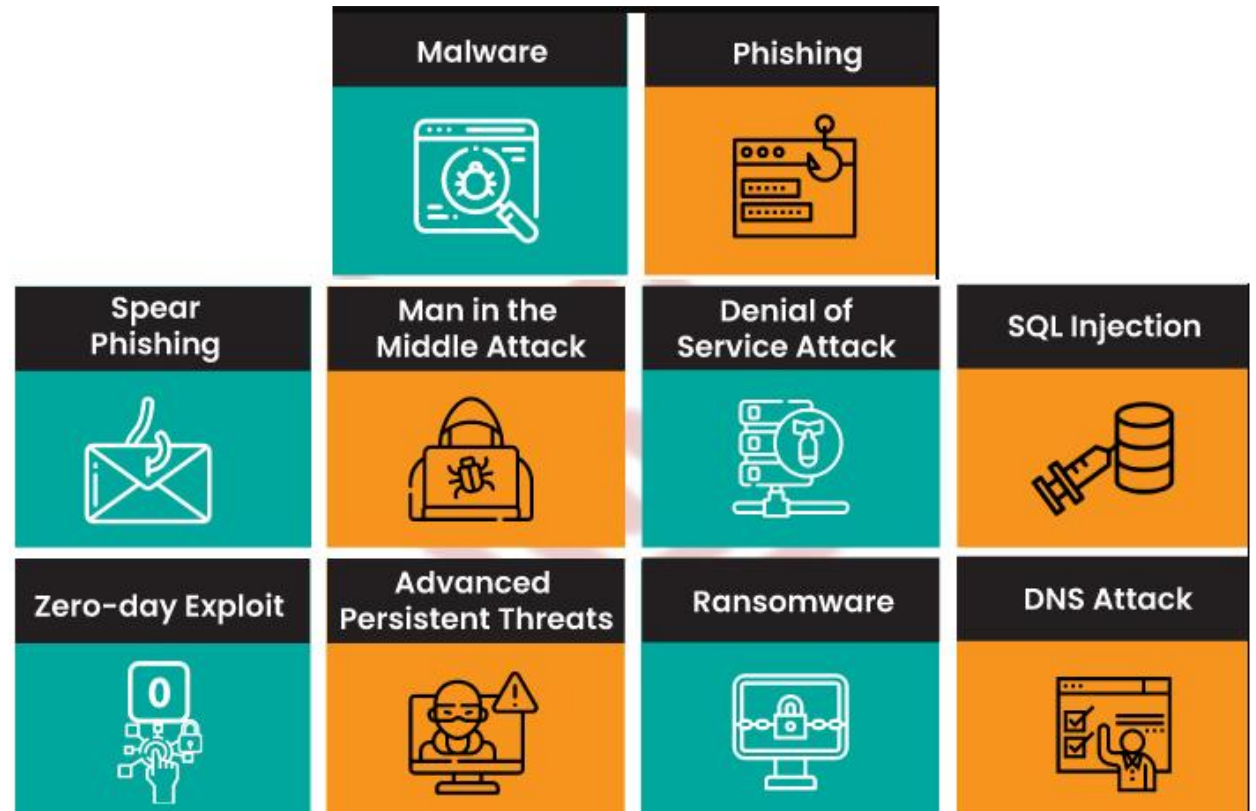 Malware
Phishing
Spear
Phishing
Man in the
Middle Attack
Denial of
Service Attack
SQL Injection
Zero-day Exploit
Advanced
Persistent Threats
Ransomware
DNS Attack
0